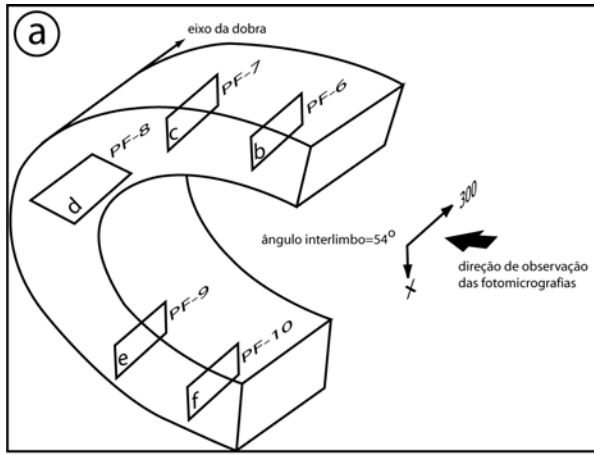 a
eixo da dobra
PF-7
PF-6
PF-8
c
b
d
300
ângulo interlimbo=54°
direção de observação
das fotomicrografias
X
PF-9
PF-10
e
f